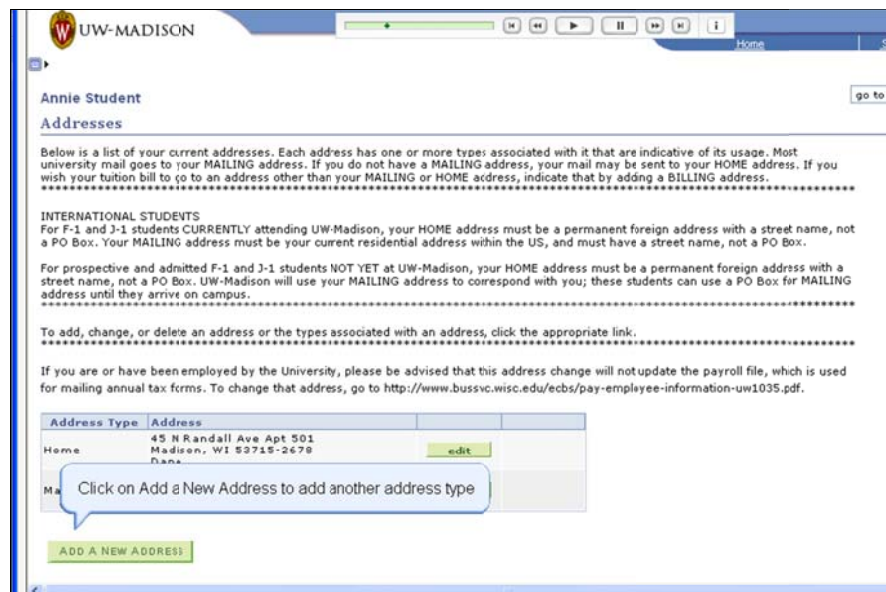 UW-MADISON
Home
Annie Student
go to
Addresses
Below is a list of your current addresses. Each address has one or more types associated with it that are indicative of its usage. Most
university mail goes to your MAILING address. If you do not have a MAILING address, your mail may be sent to your HOME address. If you
wish your tuition bill to go to an address other than your MAILING or HOME address, indicate that by adding a BILLING address.
INTERNATIONAL STUDENTS
For F-1 and J-1 students CURRENTLY attending UW-Madison, your HOME address must be a permanent foreign address with a street name, not
a PO Box. Your MAILING address must be your current residential address within the US, and must have a street name, not a PO Box.
For prospective and admitted F-1 and J-1 students NOT YET at UW-Madison, your HOME address must be a permanent foreign address with a
street name, not a PO Box. UW-Madison will use your MAILING address to correspond with you; these students can use a PO Box for MAILING
address until they arrive on campus.
To add, change, or delete an address or the types associated with an address, click the appropriate link.
If you are or have been employed by the University, please be advised that this address change will not update the payroll file, which is used
for mailing annual tax forms. To change that address, go to http://www.bussvc.wisc.edu/ecbs/pay-employee-information-uw1035.pdf.
Address Type Address
45 N Randall Ave Apt 501
Home Madison, WI 53715-2678 edit
Dane
Ma
Click on Add a New Address to add another address type
ADD A NEW ADDRESS